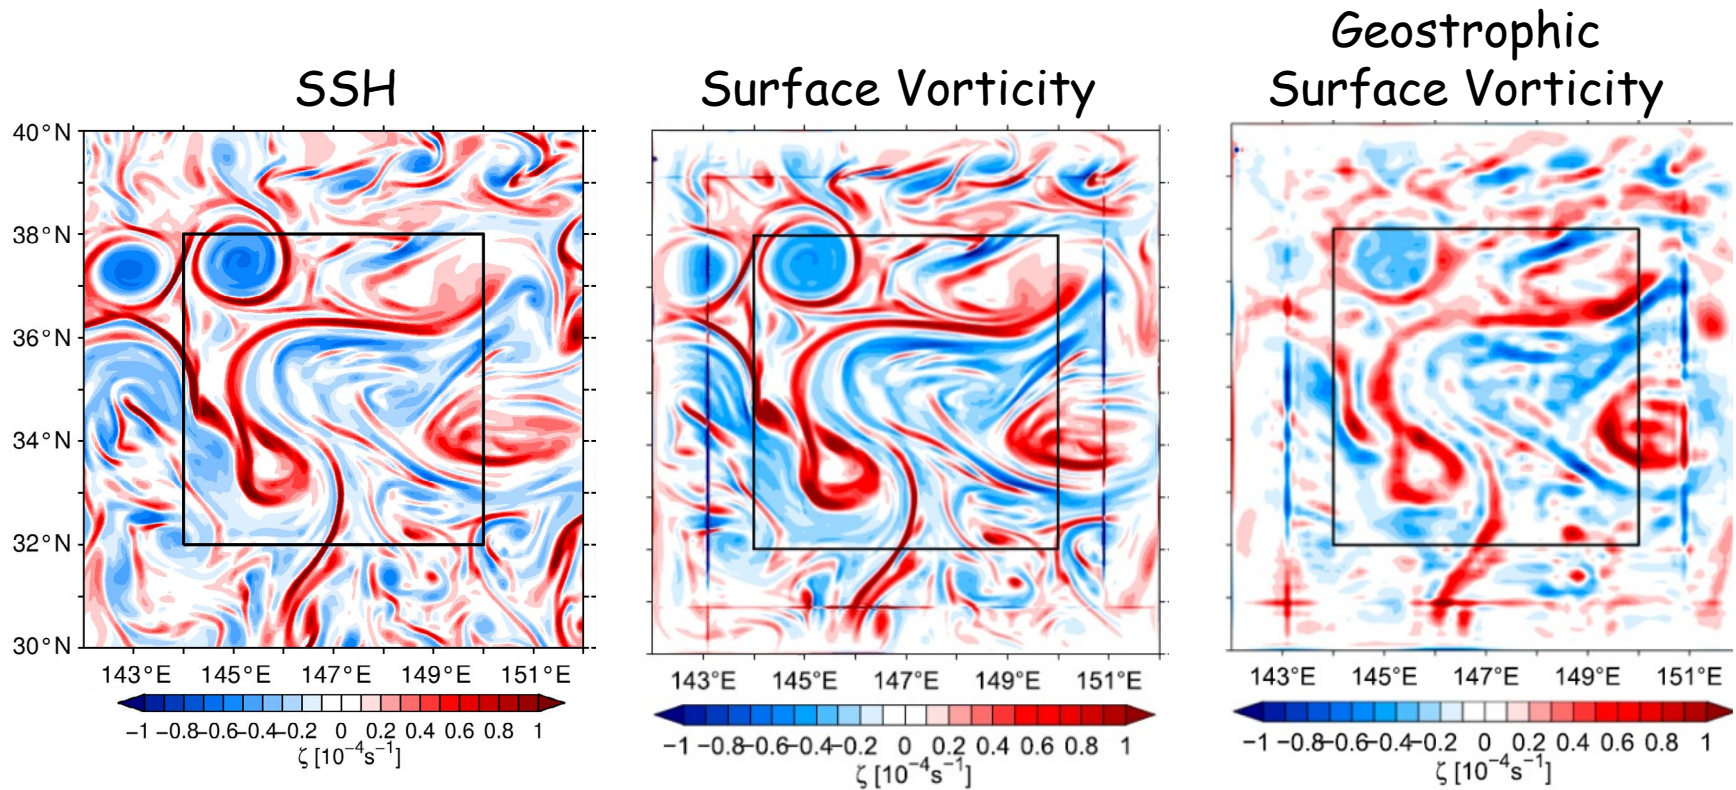 SSH
Surface Vorticity
Geostrophic
Surface Vorticity
40°N
38°N
36°N
34°N
32°N
30°N
143°E 145°E 147°E 149°E 151°E
−1 −0.8−0.6−0.4−0.2 0 0.2 0.4 0.6 0.8 1
ζ [10⁻⁴s⁻¹]
143°E 145°E 147°E 149°E 151°E
−1 −0.8−0.6−0.4−0.2 0 0.2 0.4 0.6 0.8 1
ζ [10⁻⁴s⁻¹]
143°E 145°E 147°E 149°E 151°E
−1 −0.8−0.6−0.4−0.2 0 0.2 0.4 0.6 0.8 1
ζ [10⁻⁴s⁻¹]